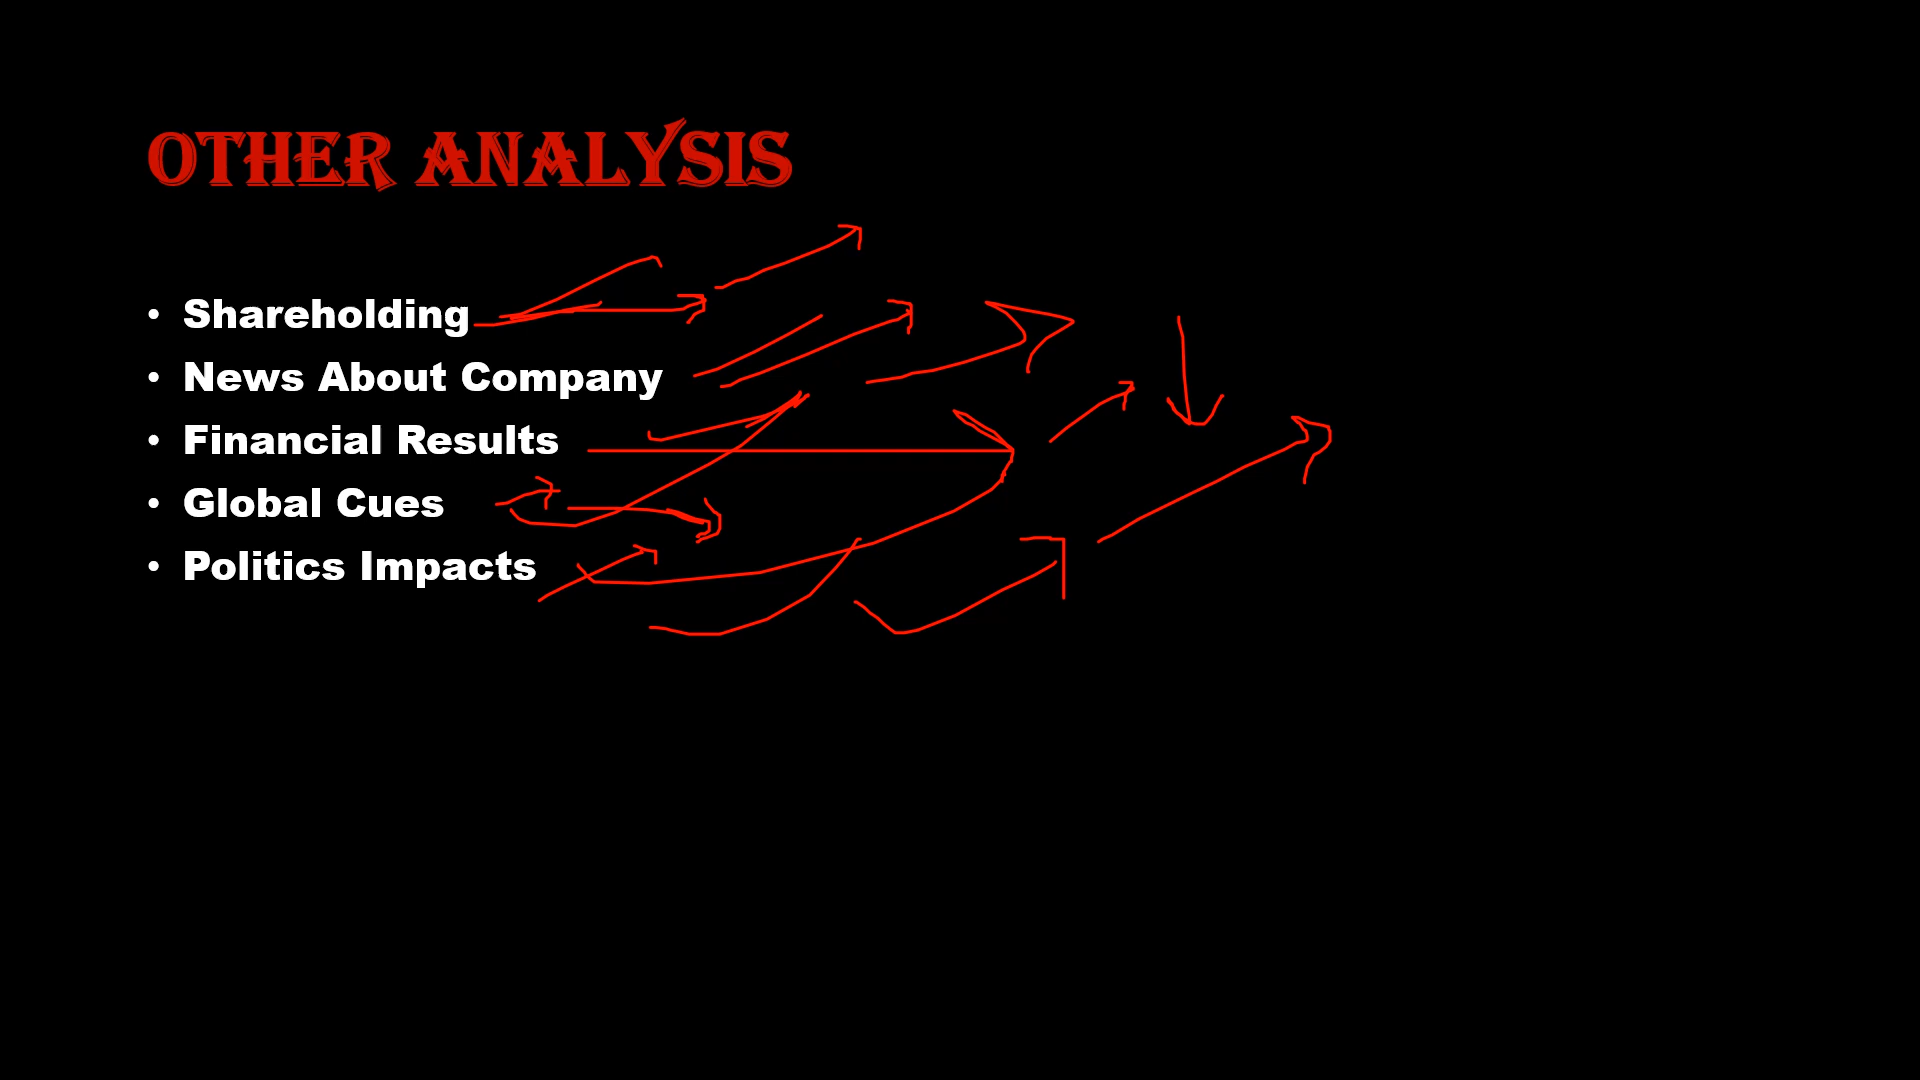 OTHER ANALYSIS
• Shareholding
• News About Company
• Financial Results
• Global Cues
• Politics Impacts